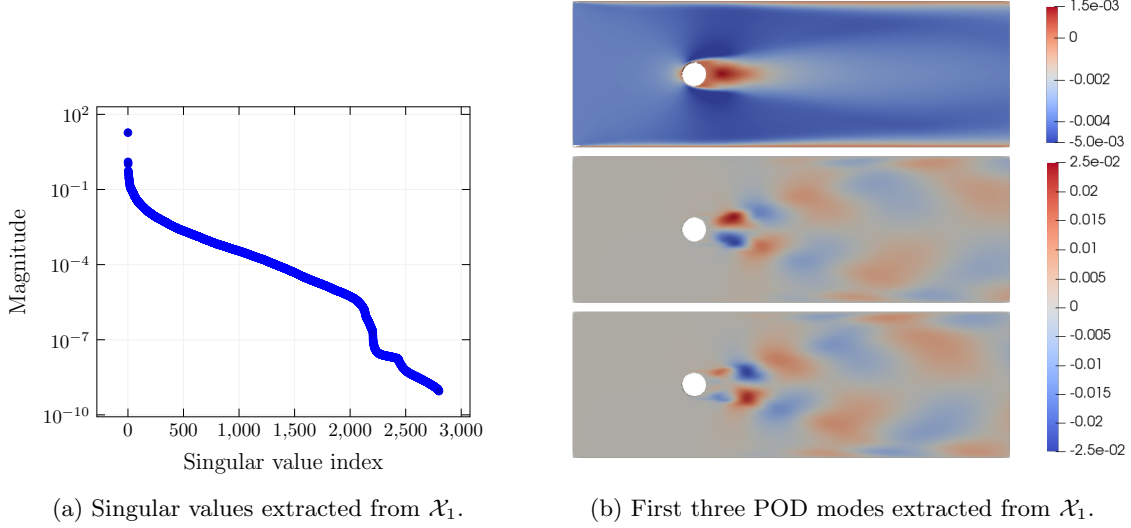 10^2
10^−1
10^−4
10^−7
10^−10
Magnitude
0 500 1,000 1,500 2,000 2,500 3,000
Singular value index
(a) Singular values extracted from 𝒳₁.
1.5e-03
0
-0.002
-0.004
-5.0e-03
2.5e-02
0.02
0.015
0.01
0.005
0
-0.005
-0.01
-0.015
-0.02
-2.5e-02
(b) First three POD modes extracted from 𝒳₁.